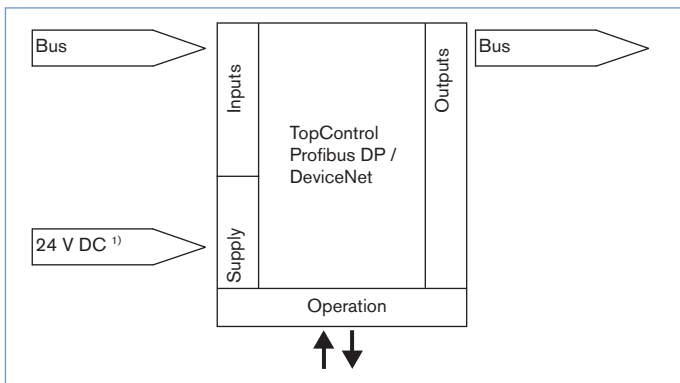 Bus
Inputs
TopControl
Profibus DP /
DeviceNet
Outputs
Bus
24 V DC ¹⁾
Supply
Operation